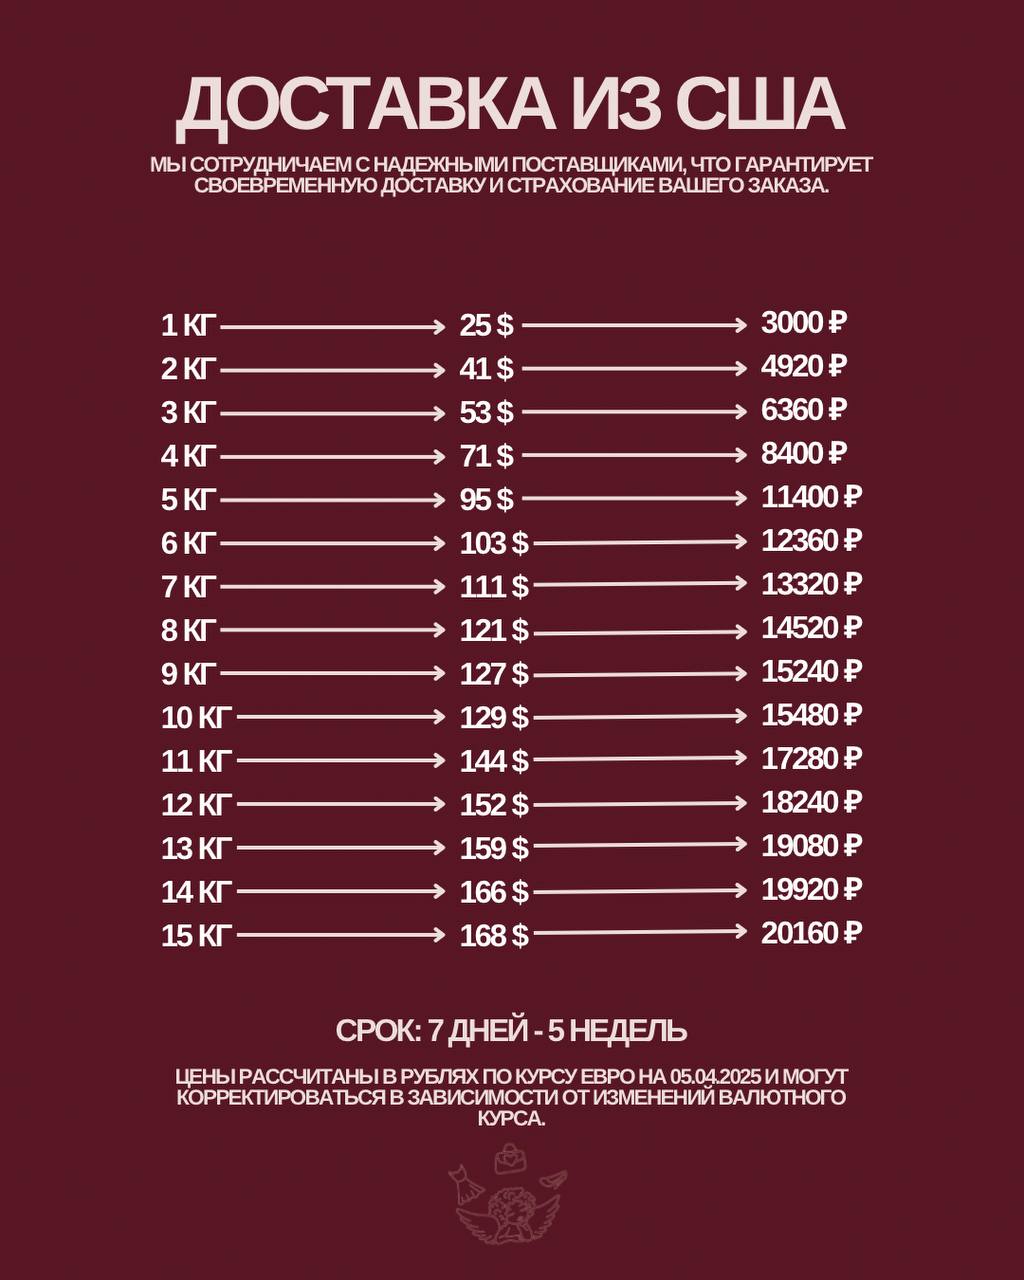 ДОСТАВКА ИЗ США
МЫ СОТРУДНИЧАЕМ С НАДЕЖНЫМИ ПОСТАВЩИКАМИ, ЧТО ГАРАНТИРУЕТ
СВОЕВРЕМЕННУЮ ДОСТАВКУ И СТРАХОВАНИЕ ВАШЕГО ЗАКАЗА.
1 КГ 25 $ 3000 ₽
2 КГ 41 $ 4920 ₽
3 КГ 53 $ 6360 ₽
4 КГ 71 $ 8400 ₽
5 КГ 95 $ 11400 ₽
6 КГ 103 $ 12360 ₽
7 КГ 111 $ 13320 ₽
8 КГ 121 $ 14520 ₽
9 КГ 127 $ 15240 ₽
10 КГ 129 $ 15480 ₽
11 КГ 144 $ 17280 ₽
12 КГ 152 $ 18240 ₽
13 КГ 159 $ 19080 ₽
14 КГ 166 $ 19920 ₽
15 КГ 168 $ 20160 ₽
СРОК: 7 ДНЕЙ - 5 НЕДЕЛЬ
ЦЕНЫ РАССЧИТАНЫ В РУБЛЯХ ПО КУРСУ ЕВРО НА 05.04.2025 И МОГУТ
КОРРЕКТИРОВАТЬСЯ В ЗАВИСИМОСТИ ОТ ИЗМЕНЕНИЙ ВАЛЮТНОГО
КУРСА.